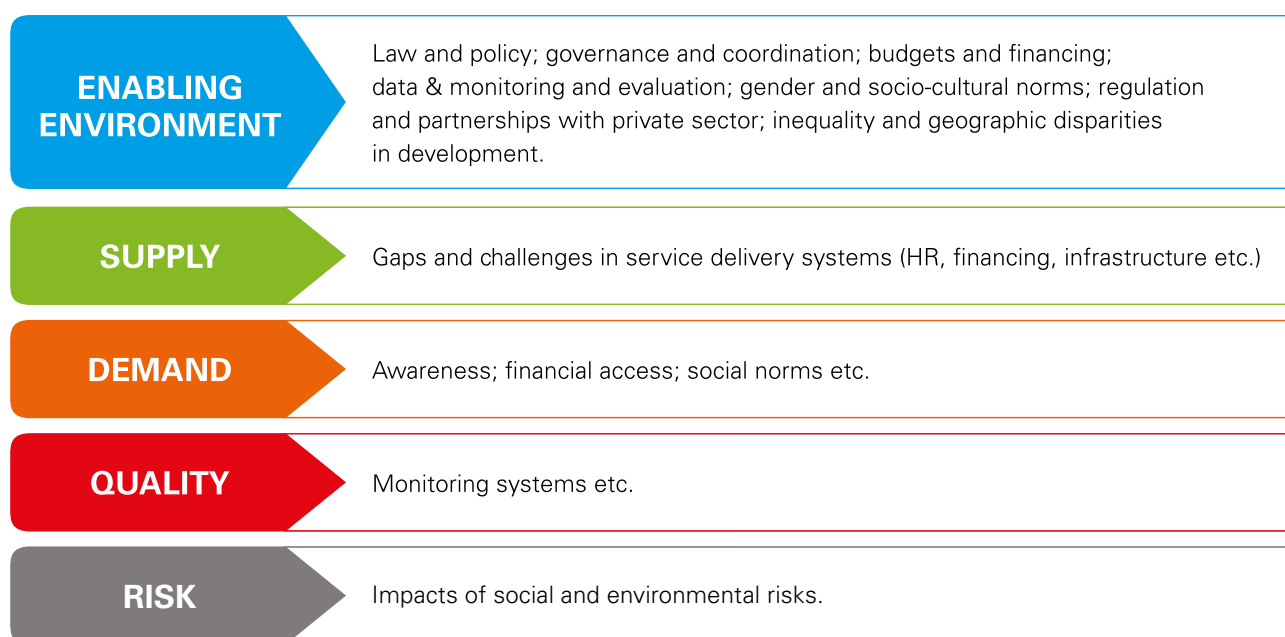 ENABLING
ENVIRONMENT
Law and policy; governance and coordination; budgets and financing;
data & monitoring and evaluation; gender and socio-cultural norms; regulation
and partnerships with private sector; inequality and geographic disparities
in development.
SUPPLY
Gaps and challenges in service delivery systems (HR, financing, infrastructure etc.)
DEMAND
Awareness; financial access; social norms etc.
QUALITY
Monitoring systems etc.
RISK
Impacts of social and environmental risks.